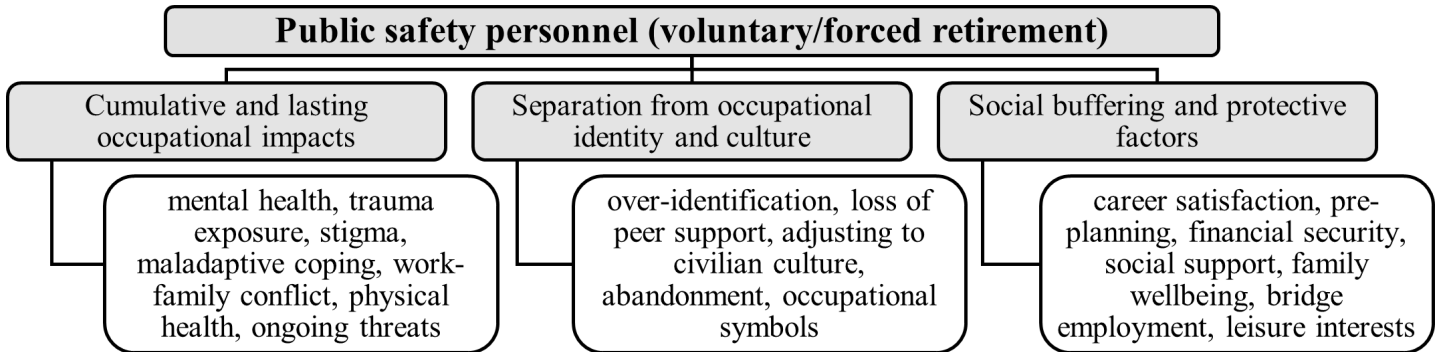 Public safety personnel (voluntary/forced retirement)
Cumulative and lasting
occupational impacts
mental health, trauma
exposure, stigma,
maladaptive coping, work-
family conflict, physical
health, ongoing threats
Separation from occupational
identity and culture
over-identification, loss of
peer support, adjusting to
civilian culture,
abandonment, occupational
symbols
Social buffering and protective
factors
career satisfaction, pre-
planning, financial security,
social support, family
wellbeing, bridge
employment, leisure interests